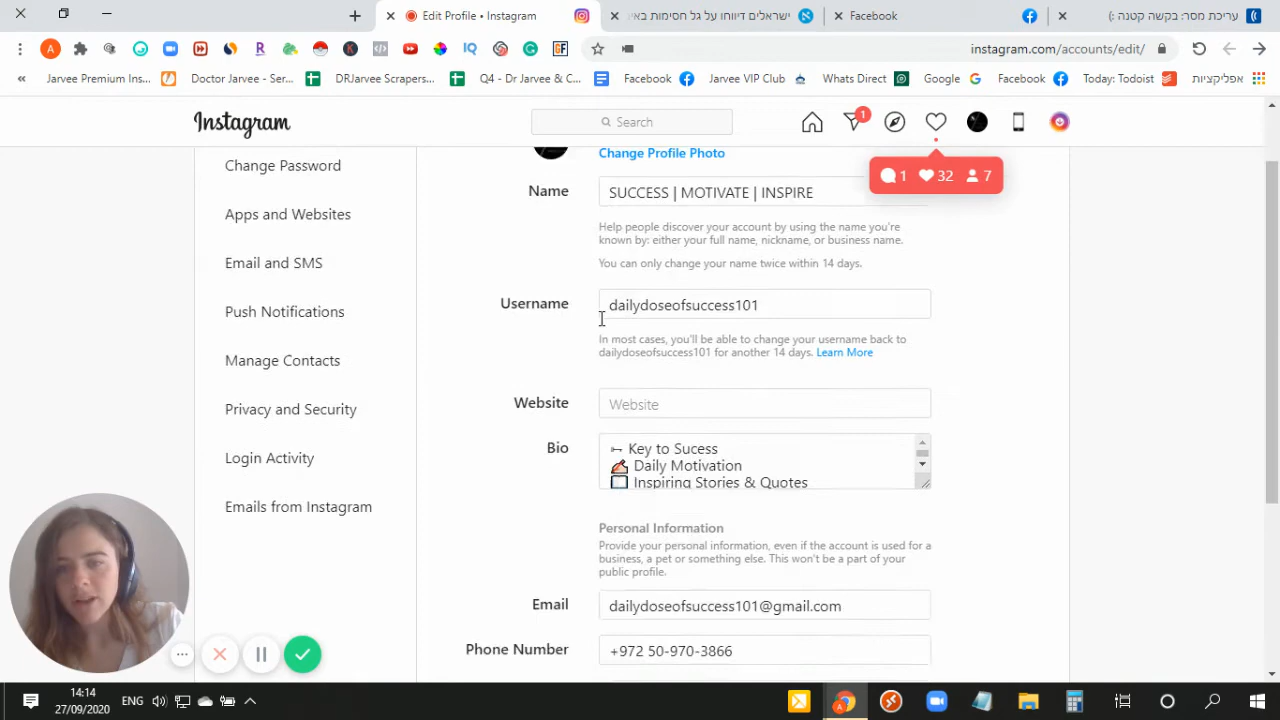 Edit Profile • Instagram
ישראלים דיווחו על גל חסימות באינ
Facebook
עריכת מסר: בקשה קטנה :)
A
instagram.com/accounts/edit/
Jarvee Premium Ins...
Doctor Jarvee - Ser...
DRJarvee Scrapers...
Q4 - Dr Jarvee & C...
Facebook
Jarvee VIP Club
Whats Direct
Google
Facebook
Today: Todoist
אפליקציות
Instagram
Search
1
1 32 7
Change Password
Apps and Websites
Email and SMS
Push Notifications
Manage Contacts
Privacy and Security
Login Activity
Emails from Instagram
Change Profile Photo
Name
SUCCESS | MOTIVATE | INSPIRE
Help people discover your account by using the name you're
known by: either your full name, nickname, or business name.
You can only change your name twice within 14 days.
Username
dailydoseofsuccess101
In most cases, you'll be able to change your username back to
dailydoseofsuccess101 for another 14 days. Learn More
Website
Website
Bio
Key to Sucess
Daily Motivation
Inspiring Stories & Quotes
Personal Information
Provide your personal information, even if the account is used for a
business, a pet or something else. This won't be a part of your
public profile.
Email
dailydoseofsuccess101@gmail.com
Phone Number
+972 50-970-3866
14:14
27/09/2020
ENG